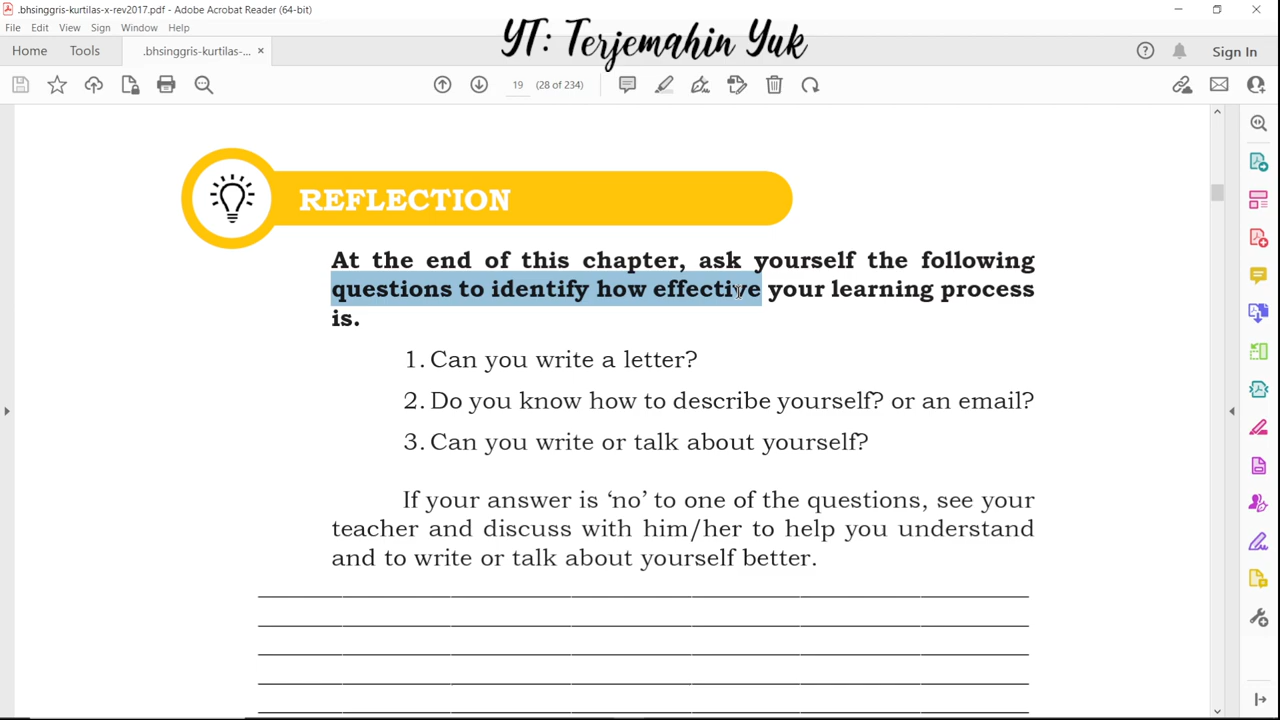 .bhsinggris-kurtilas-x-rev2017.pdf - Adobe Acrobat Reader (64-bit)
File Edit View Sign Window Help
YT: Terjemahin Yuk
Home Tools .bhsinggris-kurtilas-... × Sign In
19 (28 of 234)
REFLECTION
At the end of this chapter, ask yourself the following
questions to identify how effective your learning process
is.
1. Can you write a letter?
2. Do you know how to describe yourself? or an email?
3. Can you write or talk about yourself?
If your answer is ‘no’ to one of the questions, see your
teacher and discuss with him/her to help you understand
and to write or talk about yourself better.